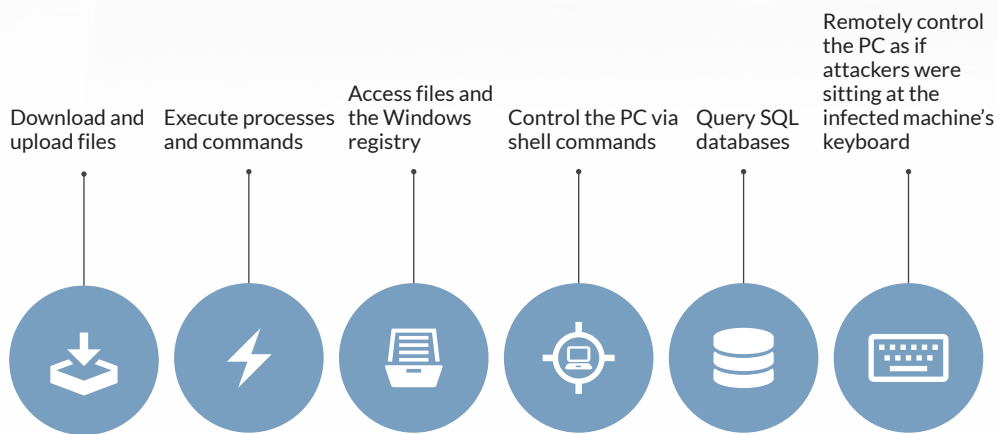 Download and
upload files
Execute processes
and commands
Access files and
the Windows
registry
Control the PC via
shell commands
Query SQL
databases
Remotely control
the PC as if
attackers were
sitting at the
infected machine’s
keyboard